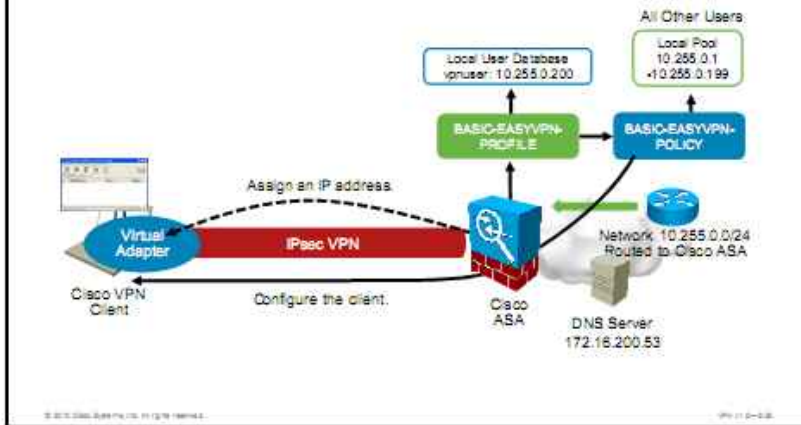 All Other Users
Local Pool
10.255.0.1
-10.255.0.199
Local User Database
vpnuser: 10.255.0.200
BASIC-EASYVPN-
PROFILE
BASIC-EASYVPN-
POLICY
Assign an IP address.
Virtual
Adapter
IPsec VPN
Network 10.255.0.0/24
Routed to Cisco ASA
Cisco VPN
Client
Configure the client.
Cisco
ASA
DNS Server
172.16.200.53